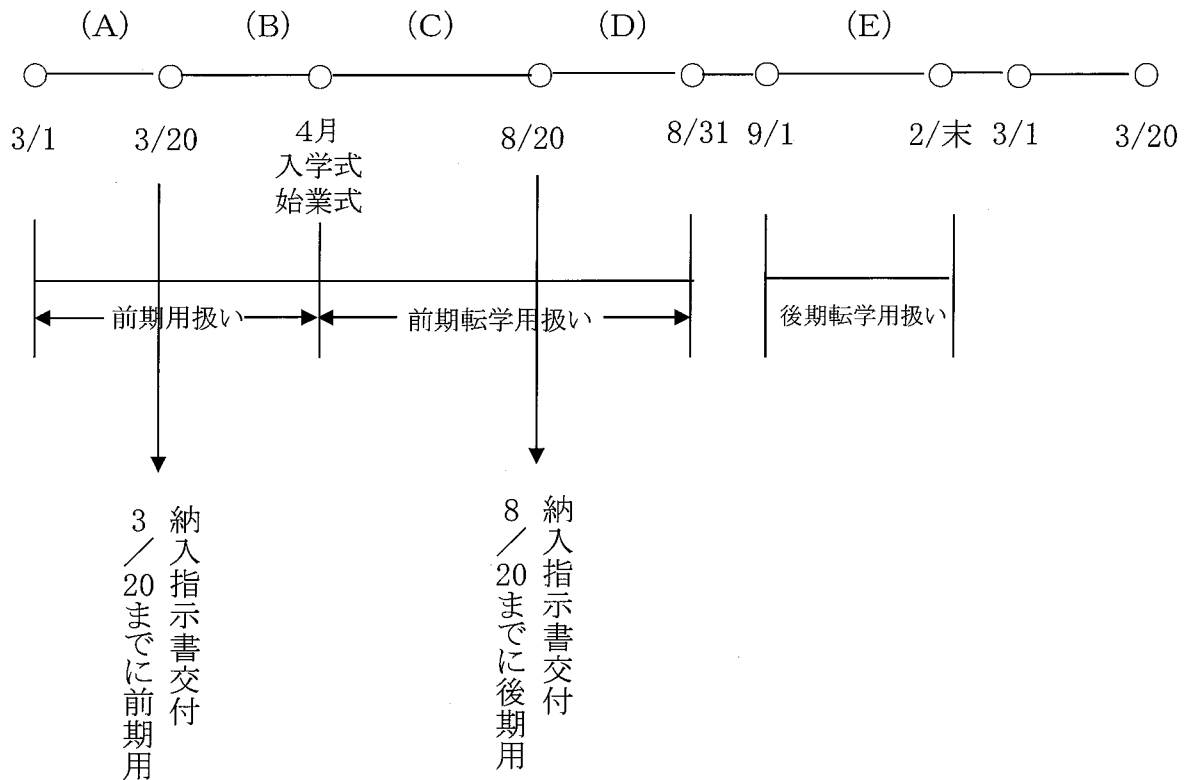 (A)
(B)
(C)
(D)
(E)
3/1
3/20
4月
入学式
始業式
8/20
8/31
9/1
2/末
3/1
3/20
前期用扱い
前期転学用扱い
後期転学用扱い
納入指示書交付
3/20までに前期用
納入指示書交付
8/20までに後期用